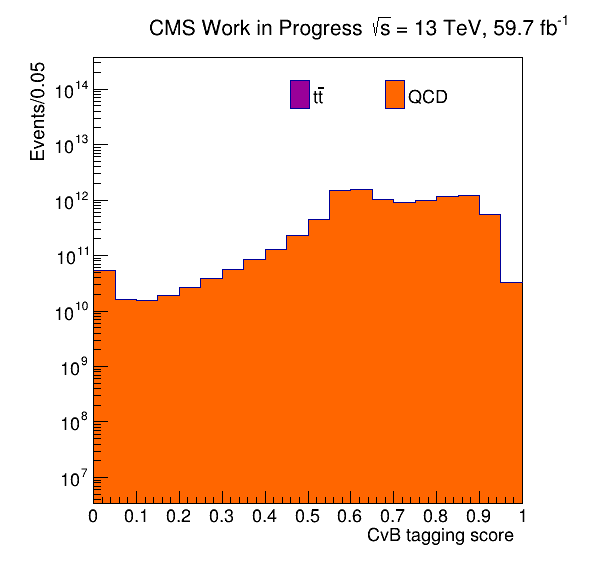 CMS Work in Progress √s = 13 TeV, 59.7 fb⁻¹
Events/0.05
tt̄
QCD
10¹⁴
10¹³
10¹²
10¹¹
10¹⁰
10⁹
10⁸
10⁷
0 0.1 0.2 0.3 0.4 0.5 0.6 0.7 0.8 0.9 1
CvB tagging score